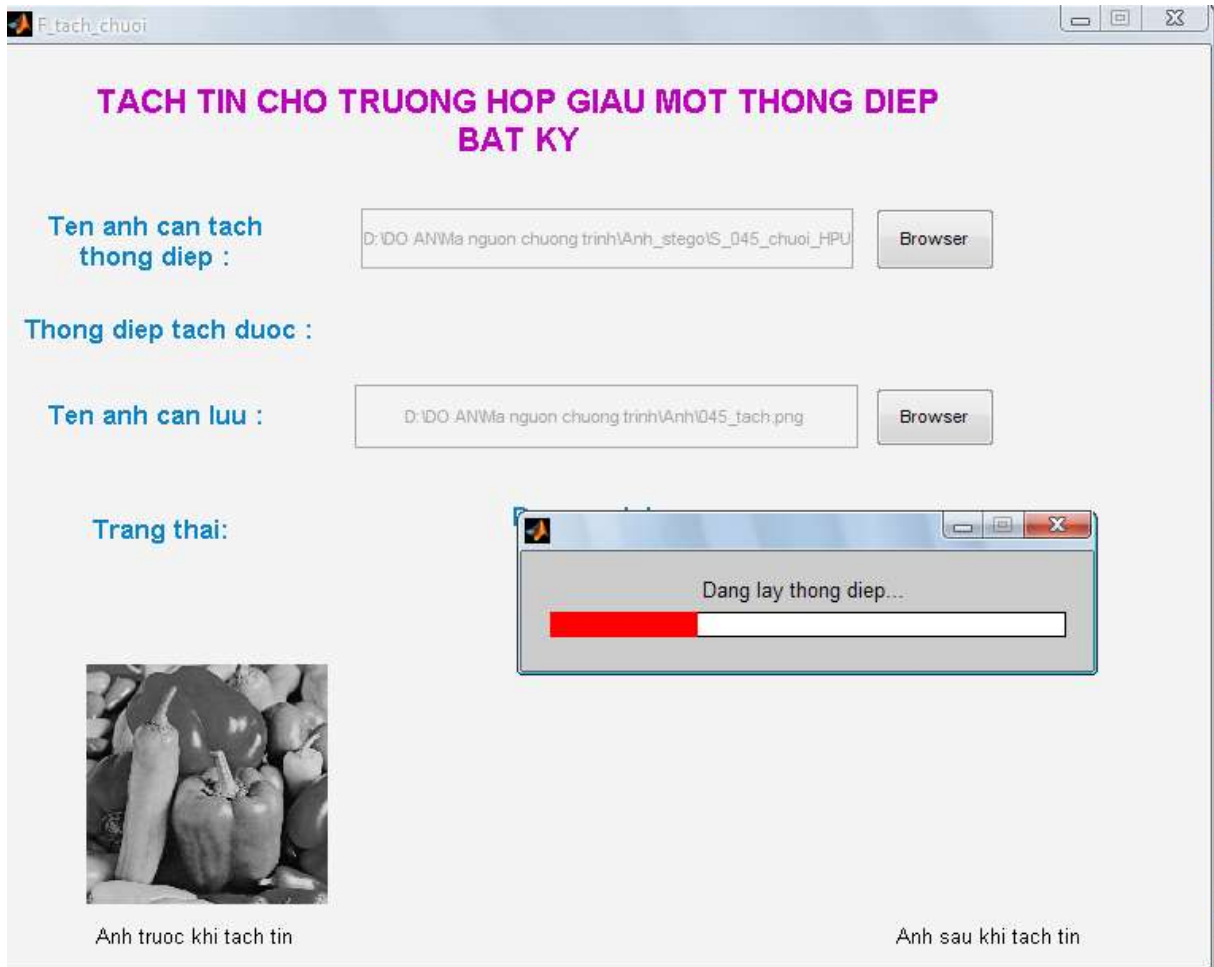 F_tach_chuoi
TACH TIN CHO TRUONG HOP GIAU MOT THONG DIEP
BAT KY
Ten anh can tach
thong diep :
D:\DO AN\Ma nguon chuong trinh\Anh_stego\S_045_chuoi_HPU
Browser
Thong diep tach duoc :
Ten anh can luu :
D:\DO AN\Ma nguon chuong trinh\Anh\045_tach.png
Browser
Trang thai:
Dang lay thong diep...
Anh truoc khi tach tin
Anh sau khi tach tin